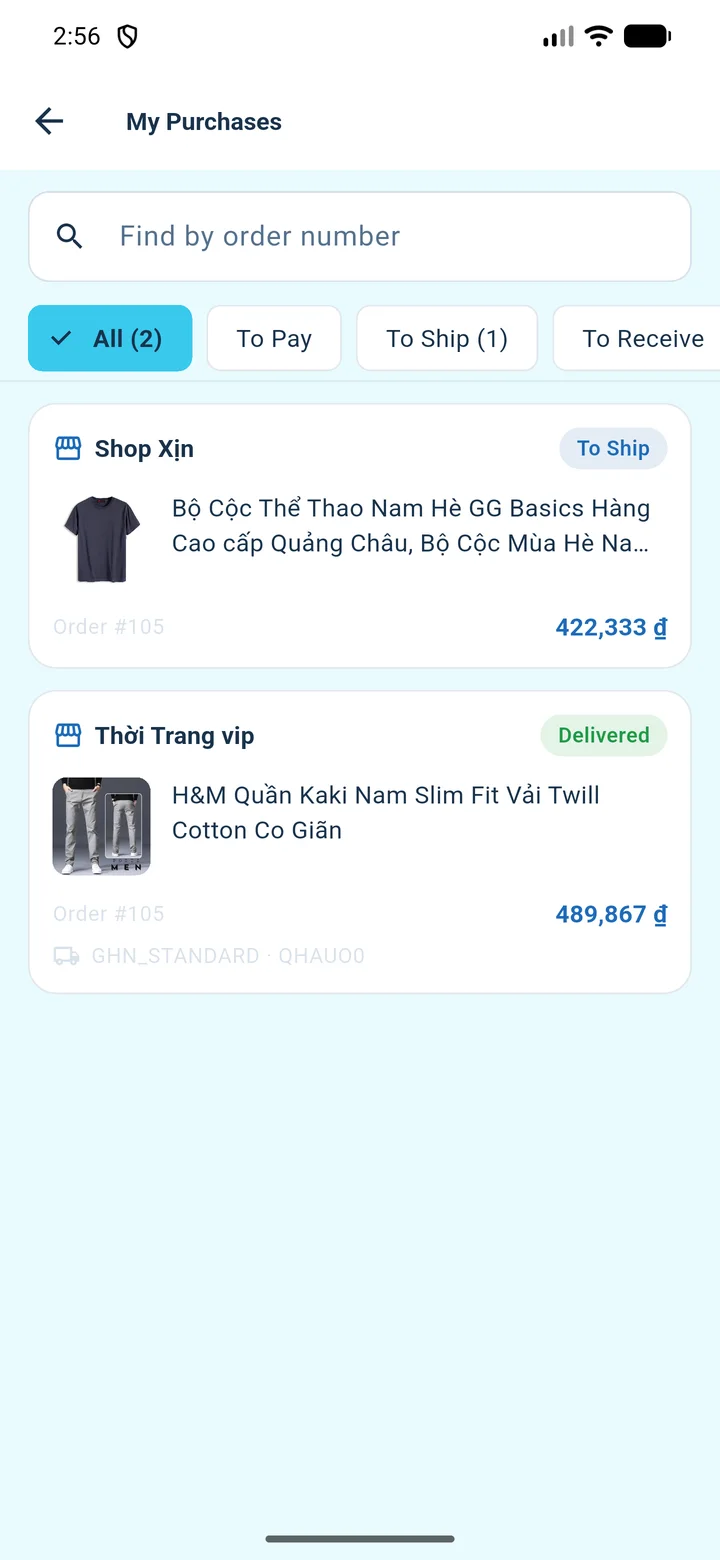 2:56
My Purchases
Find by order number
All (2)
To Pay
To Ship (1)
To Receive
Shop Xịn
To Ship
Bộ Cộc Thể Thao Nam Hè GG Basics Hàng
Cao cấp Quảng Châu, Bộ Cộc Mùa Hè Na...
Order #105
422,333 ₫
Thời Trang vip
Delivered
H&M Quần Kaki Nam Slim Fit Vải Twill
Cotton Co Giãn
MEN
Order #105
489,867 ₫
GHN_STANDARD · QHAUO0